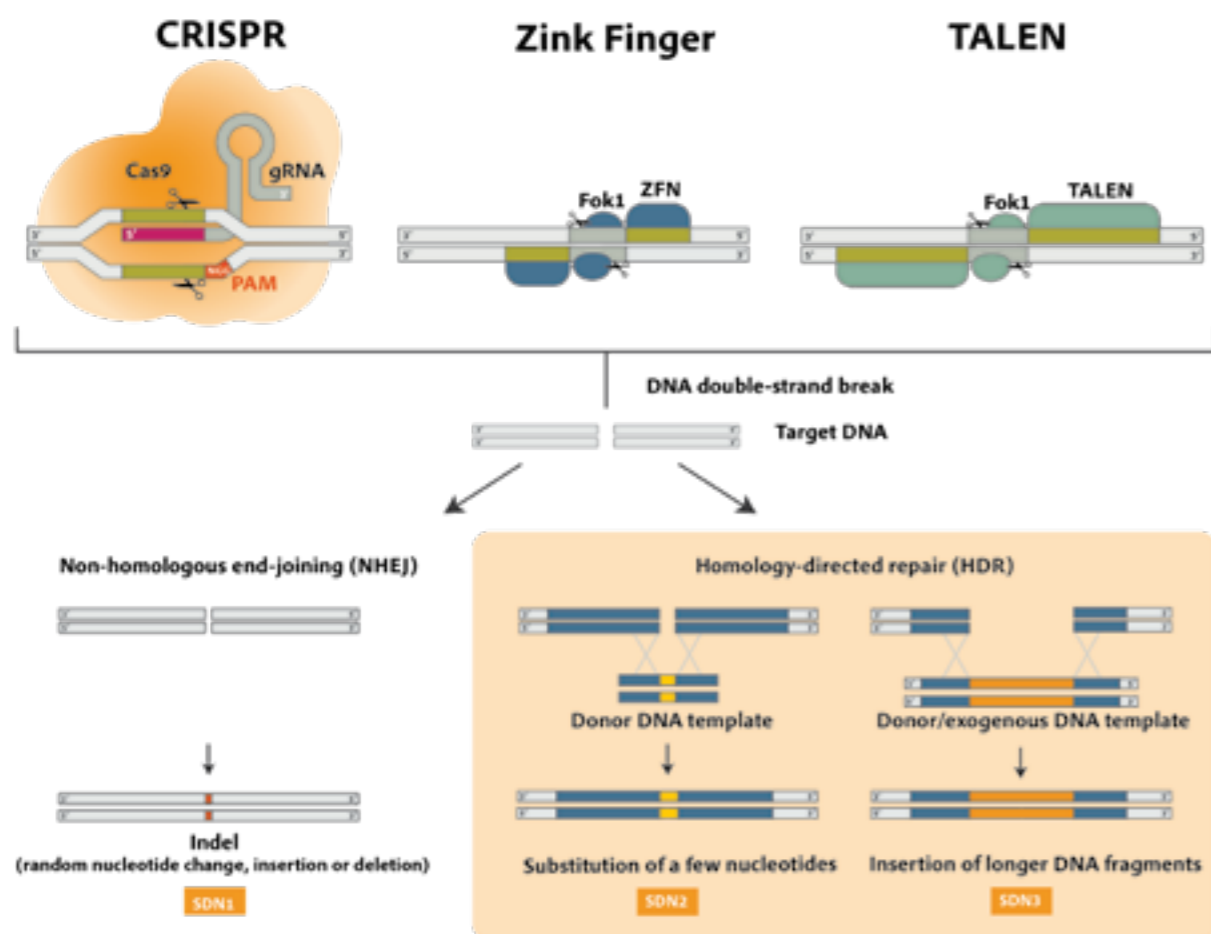 CRISPR
Zink Finger
TALEN
Cas9
gRNA
5'
NGG
PAM
Fok1
ZFN
Fok1
TALEN
DNA double-strand break
Target DNA
Non-homologous end-joining (NHEJ)
Homology-directed repair (HDR)
Donor DNA template
Donor/exogenous DNA template
Indel
(random nucleotide change, insertion or deletion)
Substitution of a few nucleotides
Insertion of longer DNA fragments
SDN1
SDN2
SDN3